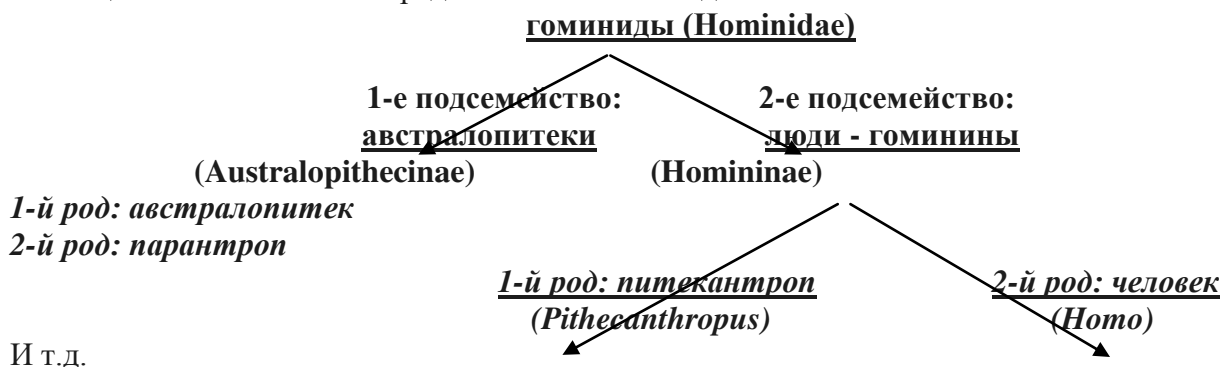 гоминиды (Hominidae)
1-е подсемейство: 2-е подсемейство:
австралопитеки люди - гоминины
(Australopithecinae) (Homininae)
1-й род: австралопитек
2-й род: парантроп
1-й род: питекантроп 2-й род: человек
(Pithecanthropus) (Homo)
И т.д.